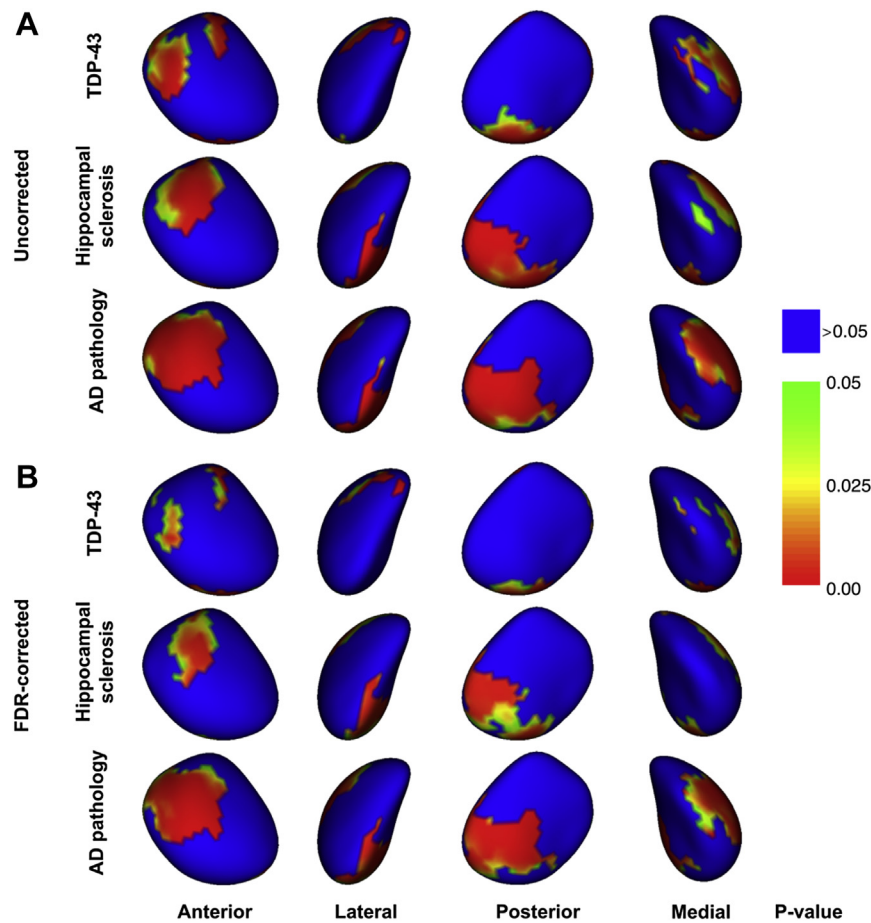 A
Uncorrected
TDP-43
Hippocampal
sclerosis
AD pathology
>0.05
0.05
0.025
0.00
B
FDR-corrected
TDP-43
Hippocampal
sclerosis
AD pathology
Anterior Lateral Posterior Medial P-value